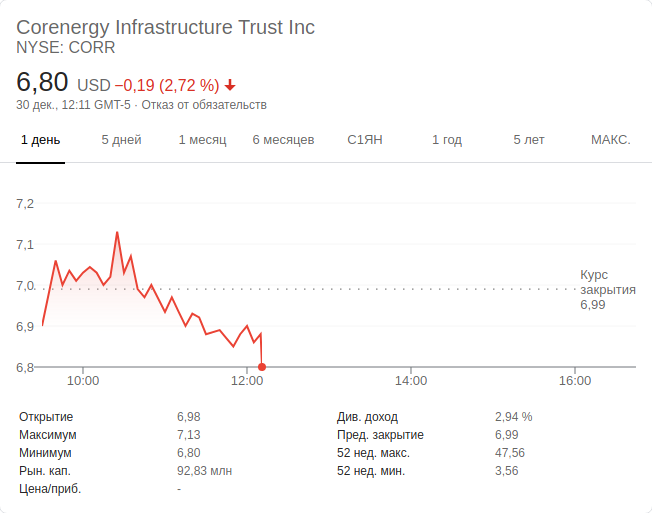 Corenergy Infrastructure Trust Inc
NYSE: CORR
6,80 USD −0,19 (2,72 %)
30 дек., 12:11 GMT-5 · Отказ от обязательств
1 день 5 дней 1 месяц 6 месяцев С1ЯН 1 год 5 лет МАКС.
7,2
7,1
7,0
6,9
6,8
Курс
закрытия
6,99
10:00 12:00 14:00 16:00
Открытие 6,98 Див. доход 2,94 %
Максимум 7,13 Пред. закрытие 6,99
Минимум 6,80 52 нед. макс. 47,56
Рын. кап. 92,83 млн 52 нед. мин. 3,56
Цена/приб. -